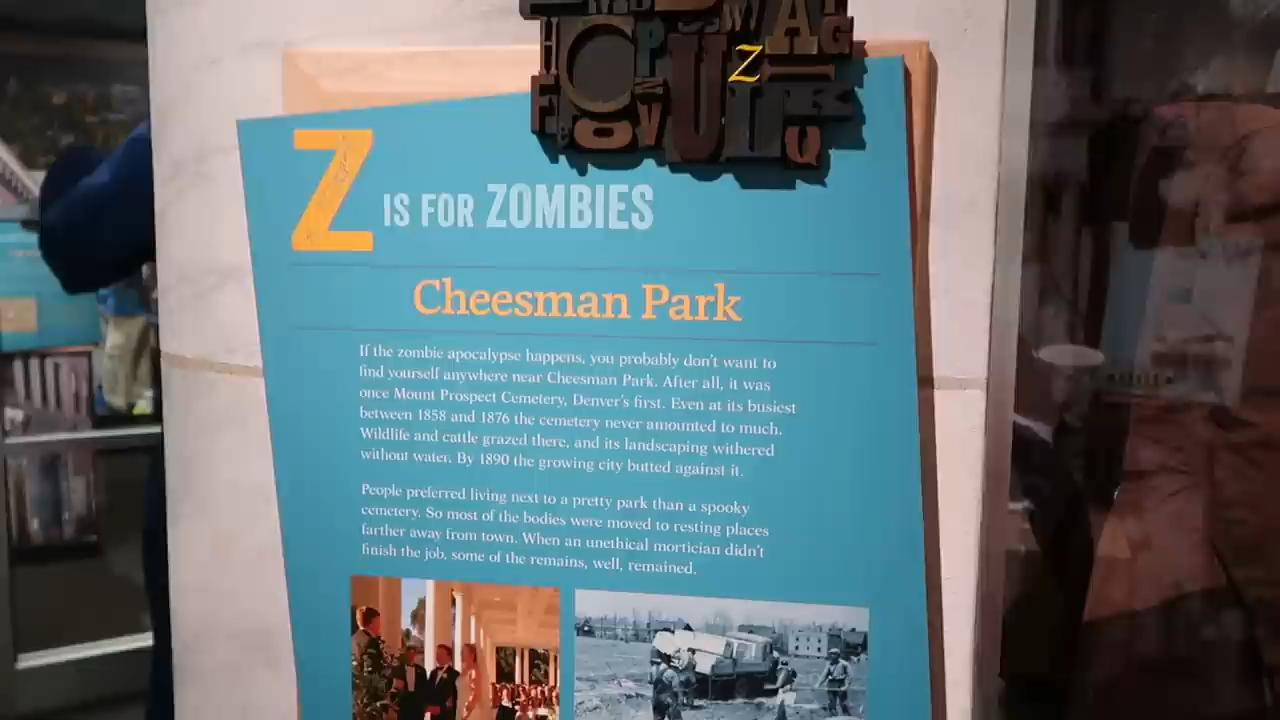 Z IS FOR ZOMBIES
Cheesman Park
If the zombie apocalypse happens, you probably don't want to
find yourself anywhere near Cheesman Park. After all, it was
once Mount Prospect Cemetery, Denver's first. Even at its busiest
between 1858 and 1876 the cemetery never amounted to much.
Wildlife and cattle grazed there, and its landscaping withered
without water. By 1890 the growing city butted against it.
People preferred living next to a pretty park than a spooky
cemetery. So most of the bodies were moved to resting places
farther away from town. When an unethical mortician didn't
finish the job, some of the remains, well, remained.